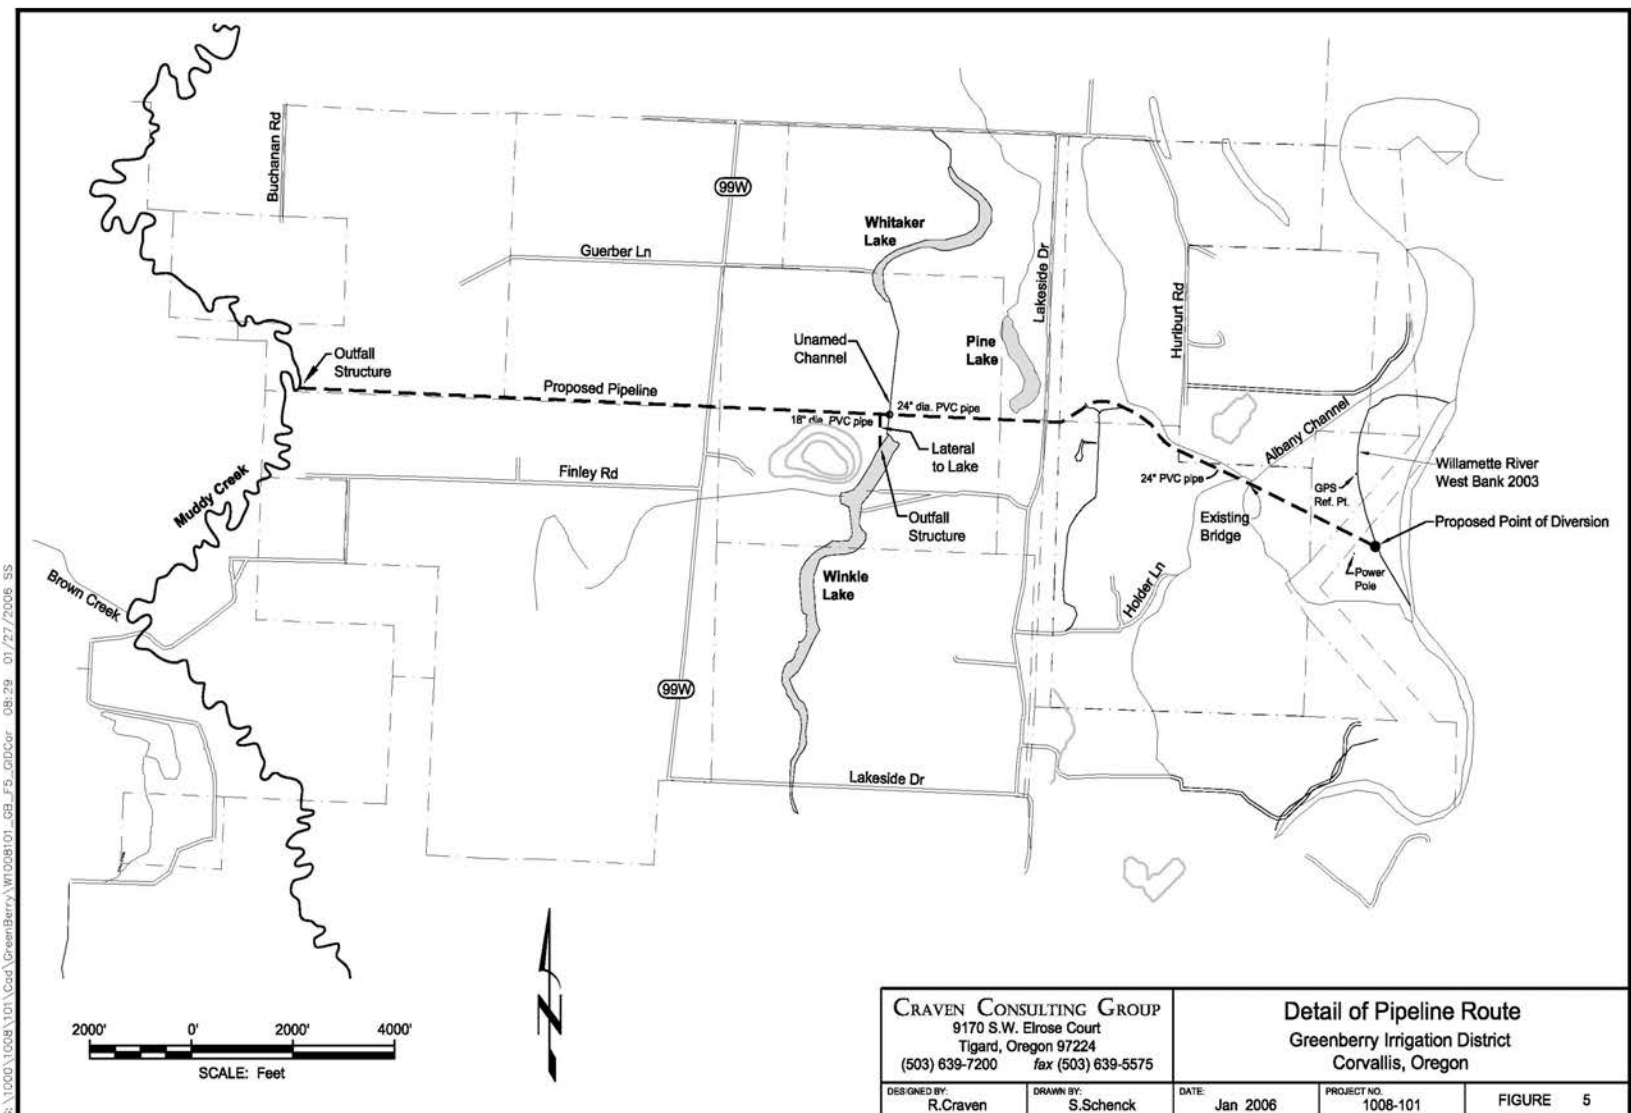 Buchanan Rd
99W
Whitaker
Lake
Guerber Ln
Lakeside Dr
Hurlburt Rd
Outfall
Structure
Unamed
Channel
Pine
Lake
Proposed Pipeline
24" dia. PVC pipe
18" dia. PVC pipe
Lateral
to Lake
Albany Channel
Finley Rd
Willamette River
West Bank 2003
24" PVC pipe
GPS
Ref. Pt.
Muddy Creek
Outfall
Structure
Existing
Bridge
Proposed Point of Diversion
Power
Pole
Winkle
Lake
Holder Ln
Brown Creek
99W
Lakeside Dr
N
2000' 0' 2000' 4000'
SCALE: Feet
CRAVEN CONSULTING GROUP
9170 S.W. Elrose Court
Tigard, Oregon 97224
(503) 639-7200 fax (503) 639-5575
Detail of Pipeline Route
Greenberry Irrigation District
Corvallis, Oregon
DESIGNED BY:
R.Craven
DRAWN BY:
S.Schenck
DATE:
Jan 2006
PROJECT NO.
1008-101
FIGURE 5